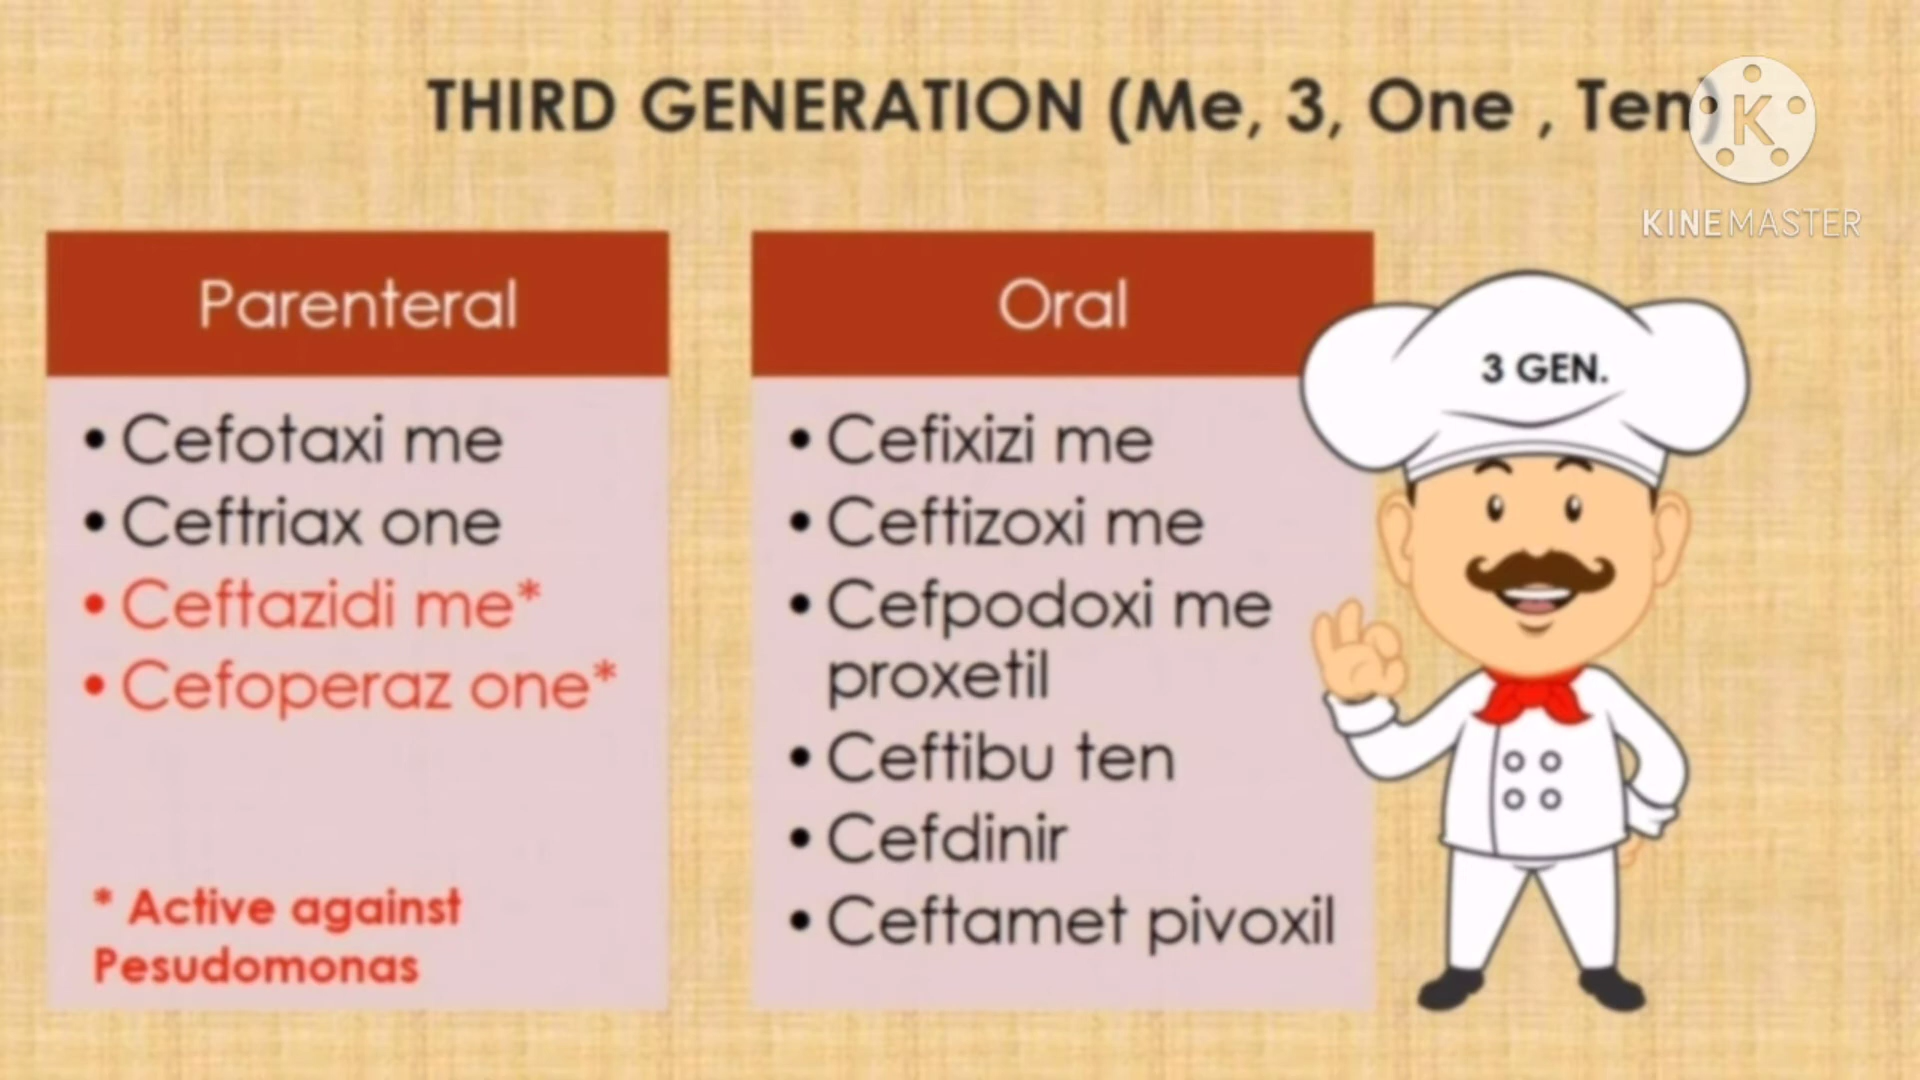 THIRD GENERATION (Me, 3, One , Ten)
K
KINEMASTER
Parenteral
• Cefotaxi me
• Ceftriax one
• Ceftazidi me*
• Cefoperaz one*
* Active against
Pesudomonas
Oral
• Cefixizi me
• Ceftizoxi me
• Cefpodoxi me
proxetil
• Ceftibu ten
• Cefdinir
• Ceftamet pivoxil
3 GEN.